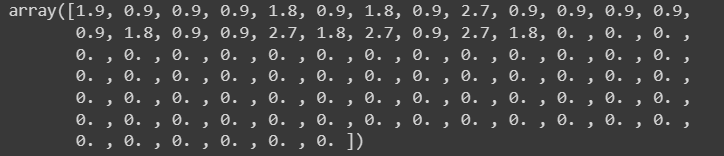 array([1.9, 0.9, 0.9, 0.9, 1.8, 0.9, 1.8, 0.9, 2.7, 0.9, 0.9, 0.9, 0.9,
0.9, 1.8, 0.9, 0.9, 2.7, 1.8, 2.7, 0.9, 2.7, 1.8, 0. , 0. , 0. ,
0. , 0. , 0. , 0. , 0. , 0. , 0. , 0. , 0. , 0. , 0. , 0. , 0. ,
0. , 0. , 0. , 0. , 0. , 0. , 0. , 0. , 0. , 0. , 0. , 0. , 0. ,
0. , 0. , 0. , 0. , 0. , 0. , 0. , 0. , 0. , 0. , 0. , 0. , 0. ,
0. , 0. , 0. , 0. , 0. , 0. , 0. , 0. , 0. , 0. , 0. , 0. , 0. ,
0. , 0. , 0. , 0. , 0. , 0. ])